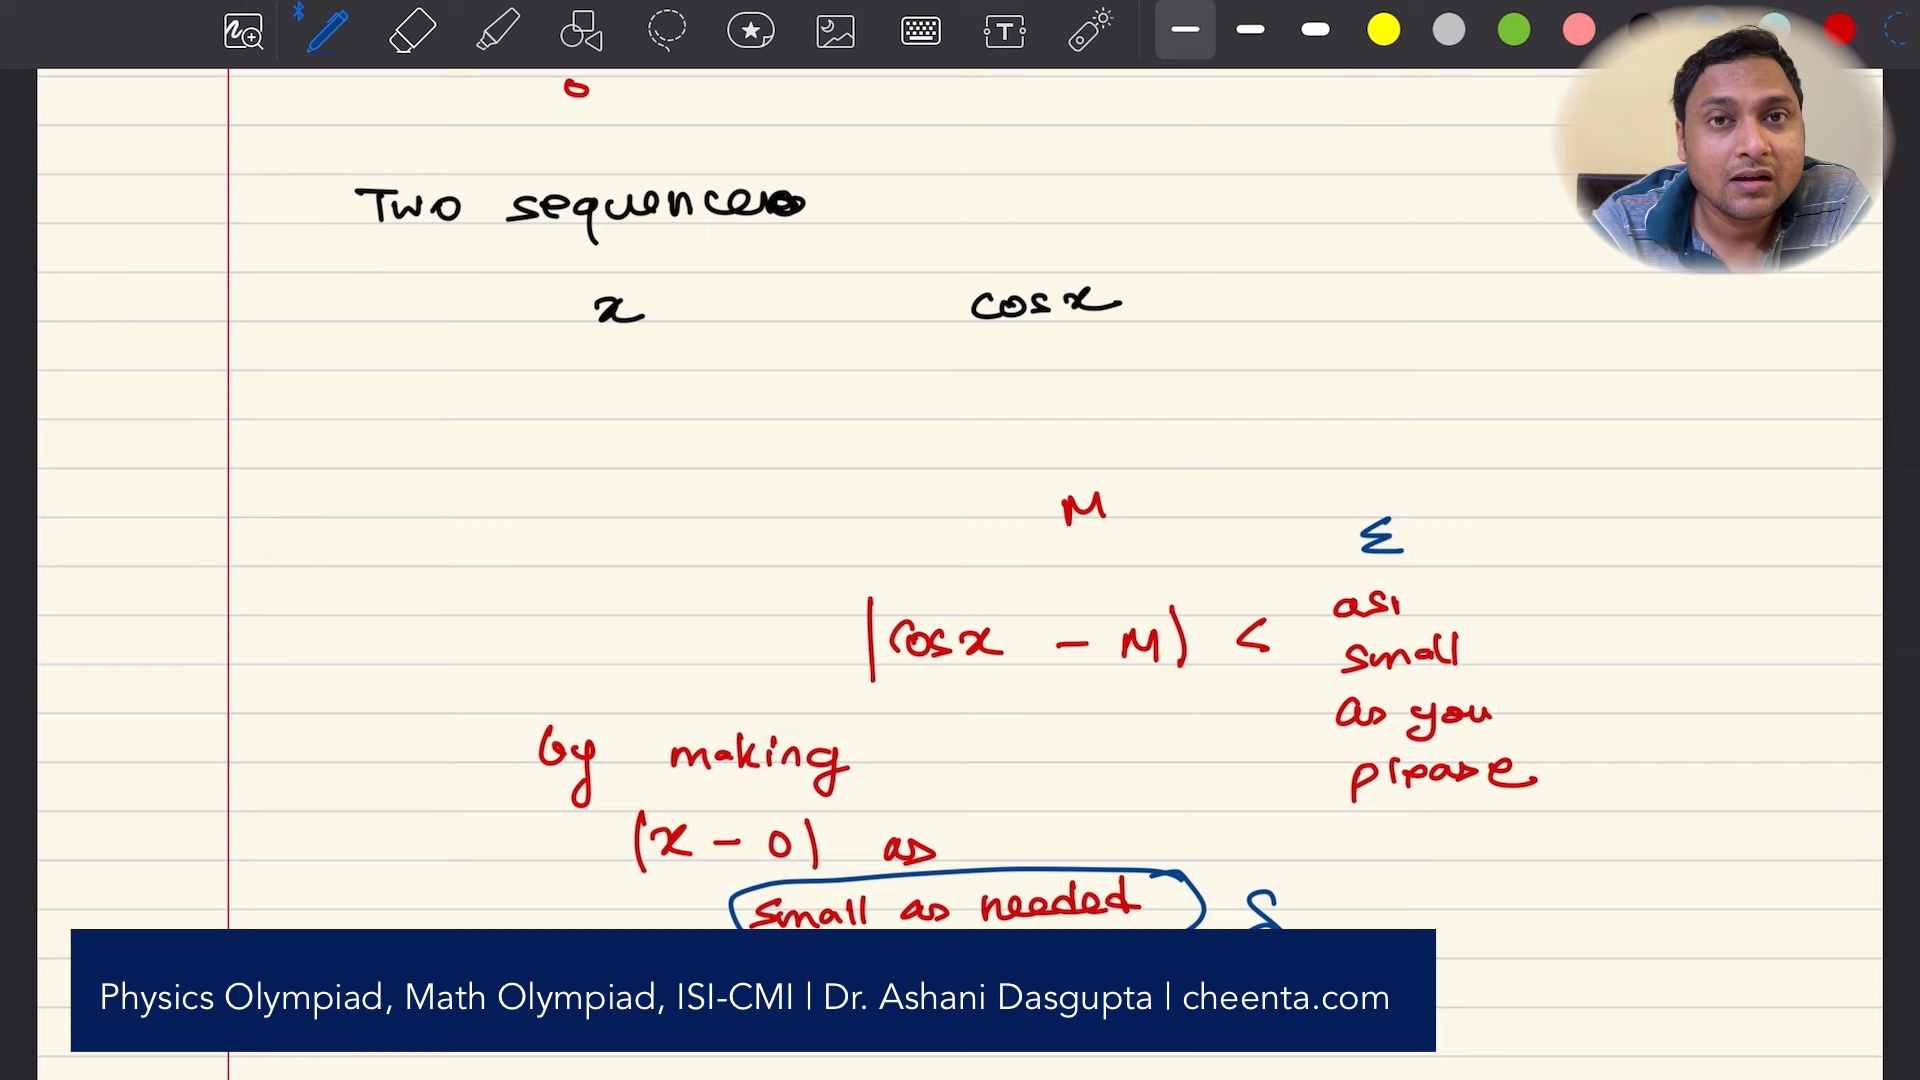 0
Two sequences
x cos x
M
ε
|cos x - M| < as small as you please
by making
|x - 0| as
small as needed δ
Physics Olympiad, Math Olympiad, ISI-CMI | Dr. Ashani Dasgupta | cheenta.com